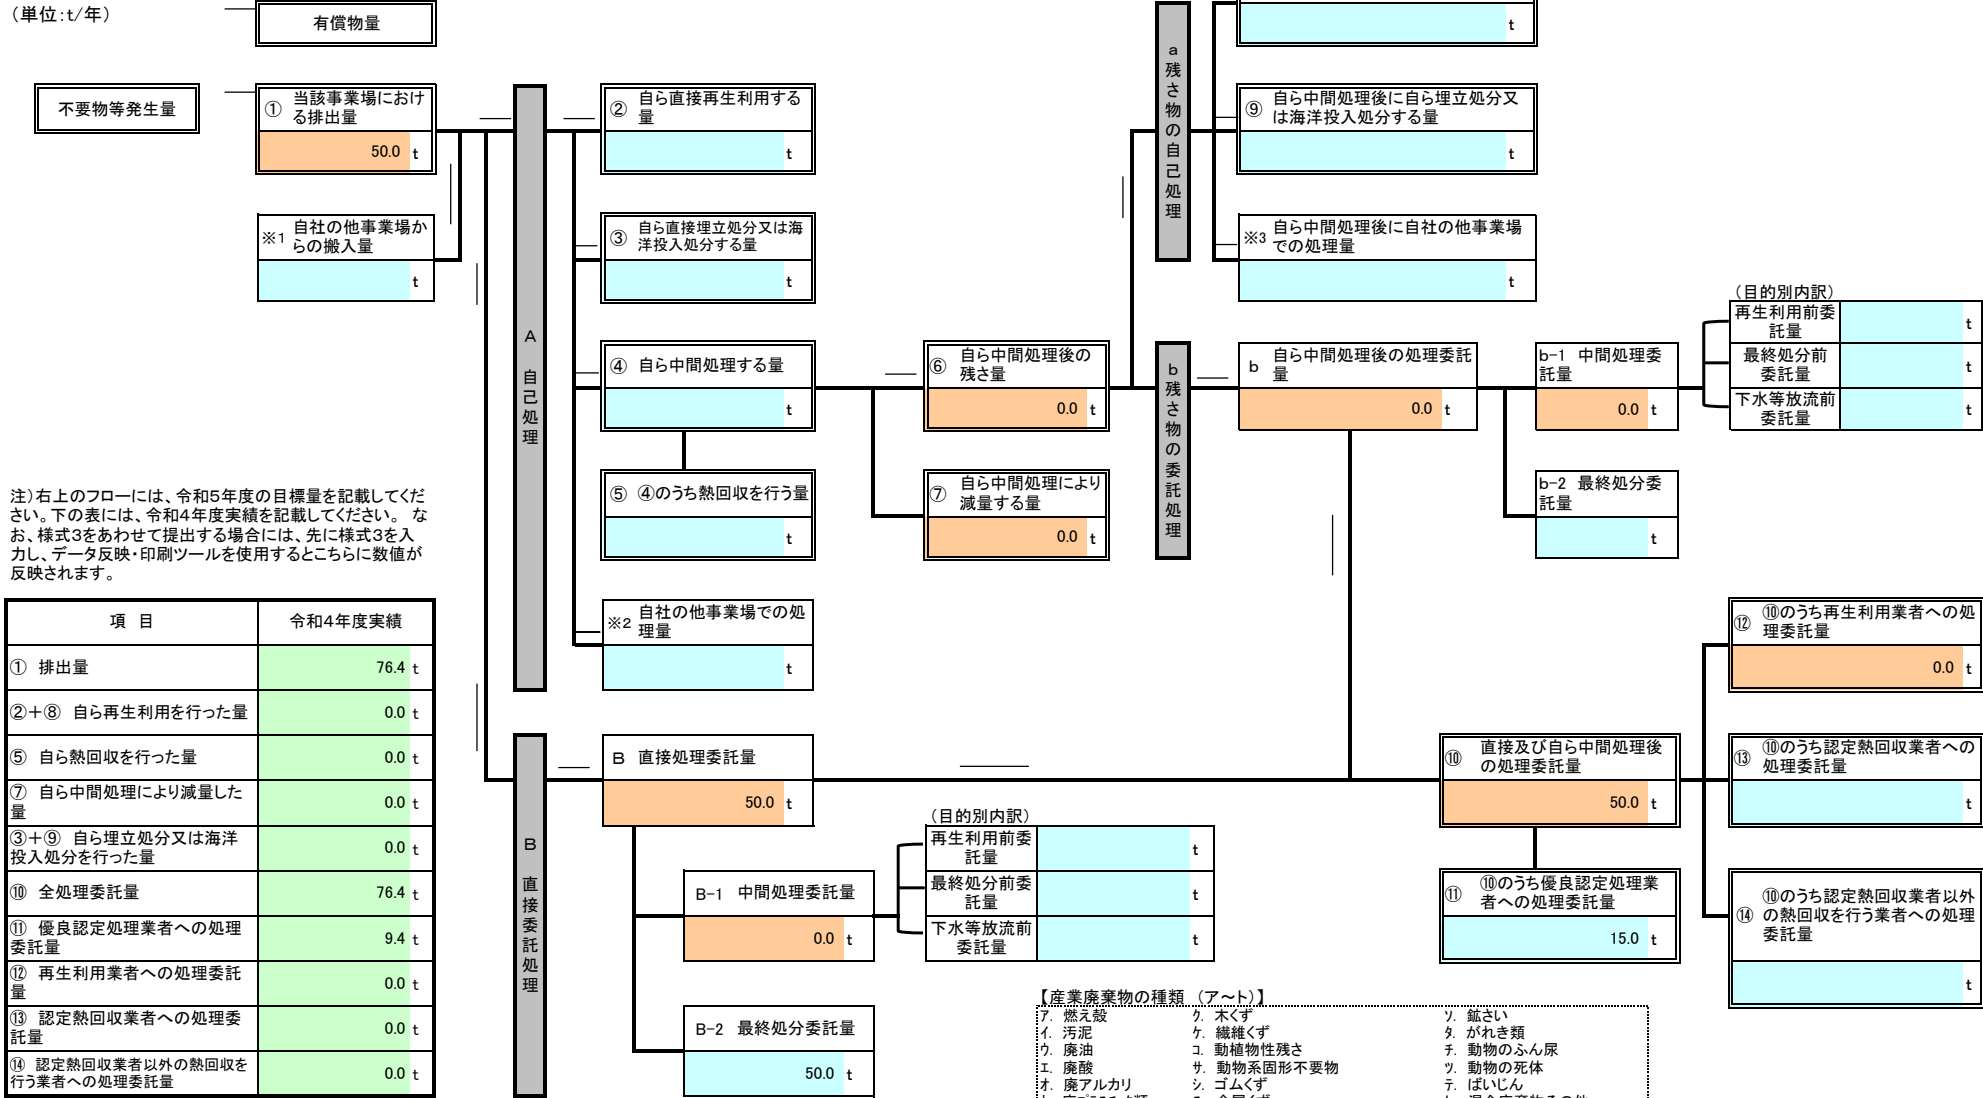 (単位:t/年)
有償物量
不要物等発生量
① 当該事業場におけ
る排出量
50.0 t
※1 自社の他事業場か
らの搬入量
t
A 自己処理
② 自ら直接再生利用する
量
t
③ 自ら直接埋立処分又は海
洋投入処分する量
t
④ 自ら中間処理する量
t
⑤ ④のうち熱回収を行う量
t
※2 自社の他事業場での処
理量
t
⑥ 自ら中間処理後の
残さ量
0.0 t
⑦ 自ら中間処理により
減量する量
0.0 t
a 残さ物の自己処理
t
⑨ 自ら中間処理後に自ら埋立処分又
は海洋投入処分する量
t
※3 自ら中間処理後に自社の他事業場
での処理量
t
b 残さ物の委託処理
b 自ら中間処理後の処理委託
量
0.0 t
b-1 中間処理委
託量
0.0 t
b-2 最終処分委
託量
t
(目的別内訳)
再生利用前委
託量
t
最終処分前
委託量
t
下水等放流前
委託量
t
注)右上のフローには、令和5年度の目標量を記載してくだ
さい。下の表には、令和4年度実績を記載してください。 な
お、様式3をあわせて提出する場合には、先に様式3を入
力し、データ反映・印刷ツールを使用するとこちらに数値が
反映されます。
項 目 令和4年度実績
① 排出量 76.4 t
②+⑧ 自ら再生利用を行った量 0.0 t
⑤ 自ら熱回収を行った量 0.0 t
⑦ 自ら中間処理により減量した
量 0.0 t
③+⑨ 自ら埋立処分又は海洋
投入処分を行った量 0.0 t
⑩ 全処理委託量 76.4 t
⑪ 優良認定処理業者への処理
委託量 9.4 t
⑫ 再生利用業者への処理委託
量 0.0 t
⑬ 認定熱回収業者への処理委
託量 0.0 t
⑭ 認定熱回収業者以外の熱回収を
行う業者への処理委託量 0.0 t
B 直接委託処理
B 直接処理委託量
50.0 t
B-1 中間処理委託量
0.0 t
B-2 最終処分委託量
50.0 t
(目的別内訳)
再生利用前委
託量
t
最終処分前委
託量
t
下水等放流前
委託量
t
⑩ 直接及び自ら中間処理後
の処理委託量
50.0 t
⑪ ⑩のうち優良認定処理業
者への処理委託量
15.0 t
⑫ ⑩のうち再生利用業者への処
理委託量
0.0 t
⑬ ⑩のうち認定熱回収業者への
処理委託量
t
⑭ ⑩のうち認定熱回収業者以外
の熱回収を行う業者への処理
委託量
t
【産業廃棄物の種類 (ア~ト)】
ア. 燃え殻 ク. 木くず ソ. 鉱さい
イ. 汚泥 ケ. 繊維くず タ. がれき類
ウ. 廃油 コ. 動植物性残さ チ. 動物のふん尿
エ. 廃酸 サ. 動物系固形不要物 ツ. 動物の死体
オ. 廃アルカリ シ. ゴムくず テ. ばいじん